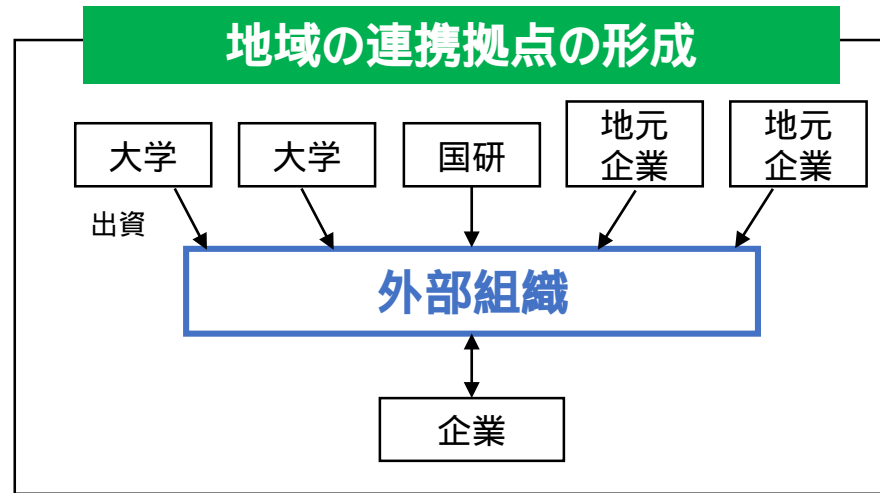 地域の連携拠点の形成
大学
大学
国研
地元
企業
地元
企業
出資
外部組織
企業